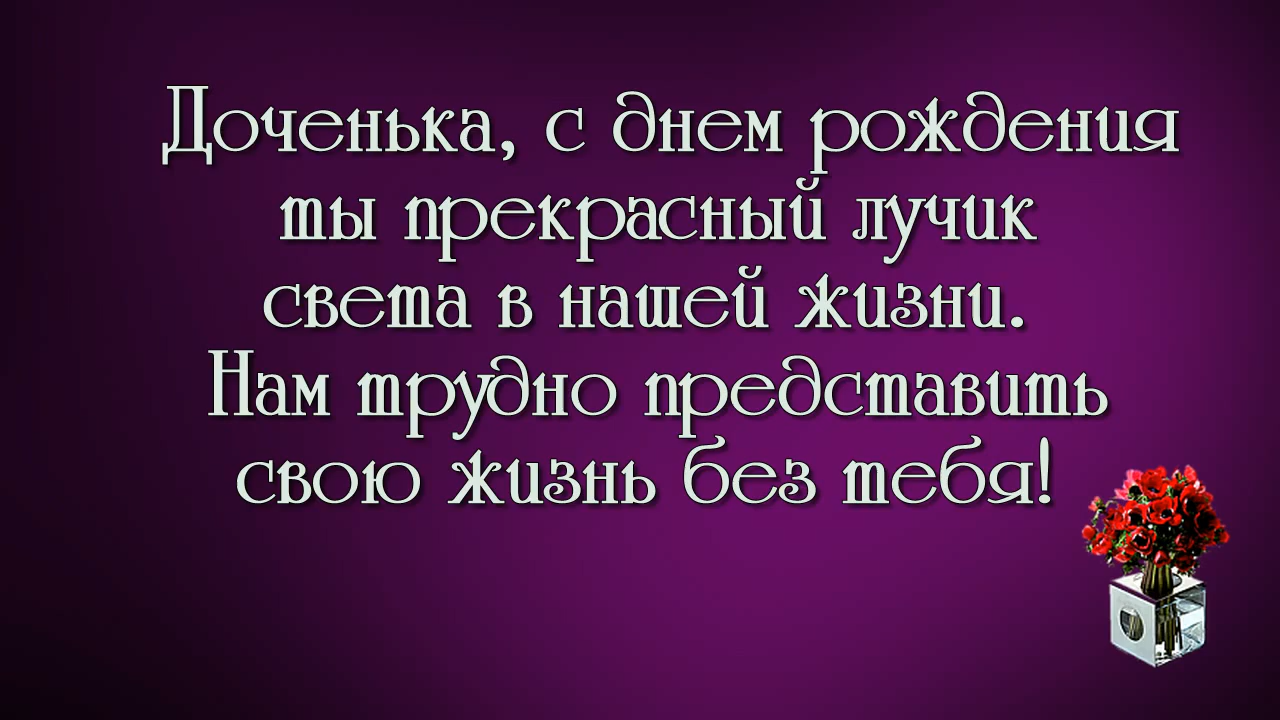 Доченька, с днем рождения
ты прекрасный лучик
света в нашей жизни.
Нам трудно представить
свою жизнь без тебя!